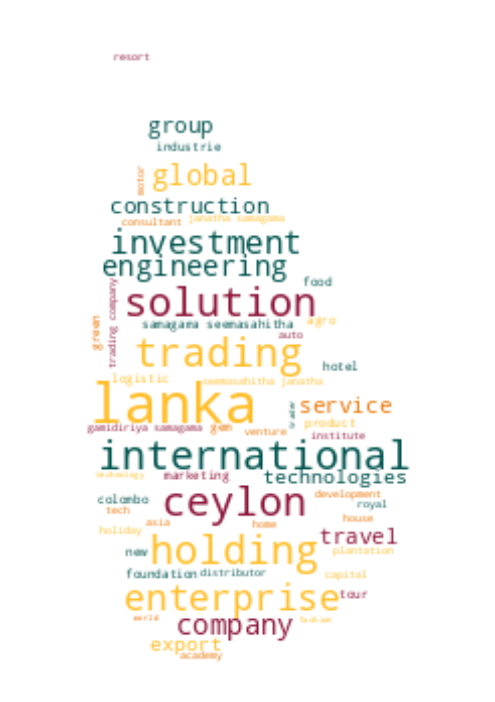 resort
group
industrie
motor
global
construction
consultant janatha samagama
investment
engineering
trading company
food
solution
green
samagama seemasahitha agro
auto
trading
hotel
logistic seemasahitha janatha
lanka
service
gamidiriya samagama gem venture product
institute
international
technology marketing technologies
ceylon
colombo development
tech royal
asia home house
holiday travel
new holding plantation
foundation distributor capital
enterprise tour
world company fashion
export
academy